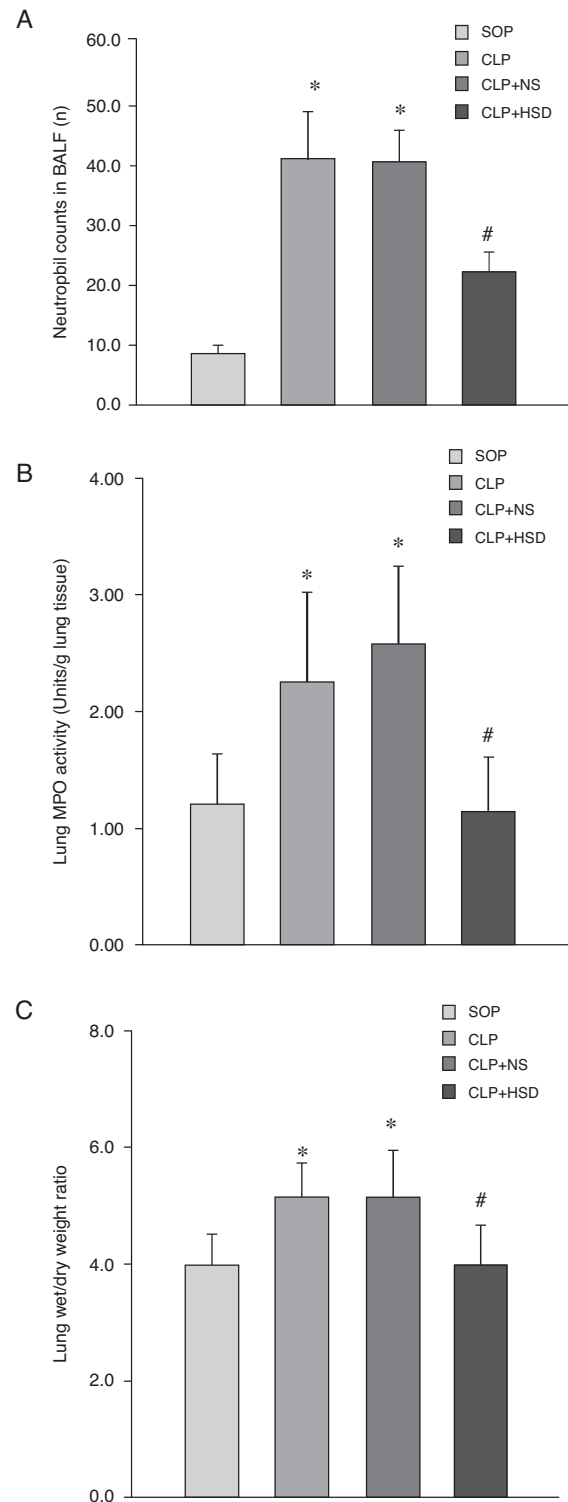 A
60.0
50.0
40.0
30.0
20.0
10.0
0.0
Neutropbil counts in BALF (n)
SOP
CLP
CLP+NS
CLP+HSD
*
*
#
B
4.00
3.00
2.00
1.00
0.00
Lung MPO activity (Units/g lung tissue)
SOP
CLP
CLP+NS
CLP+HSD
*
*
#
C
8.0
6.0
4.0
2.0
0.0
Lung wet/dry weight ratio
SOP
CLP
CLP+NS
CLP+HSD
*
*
#